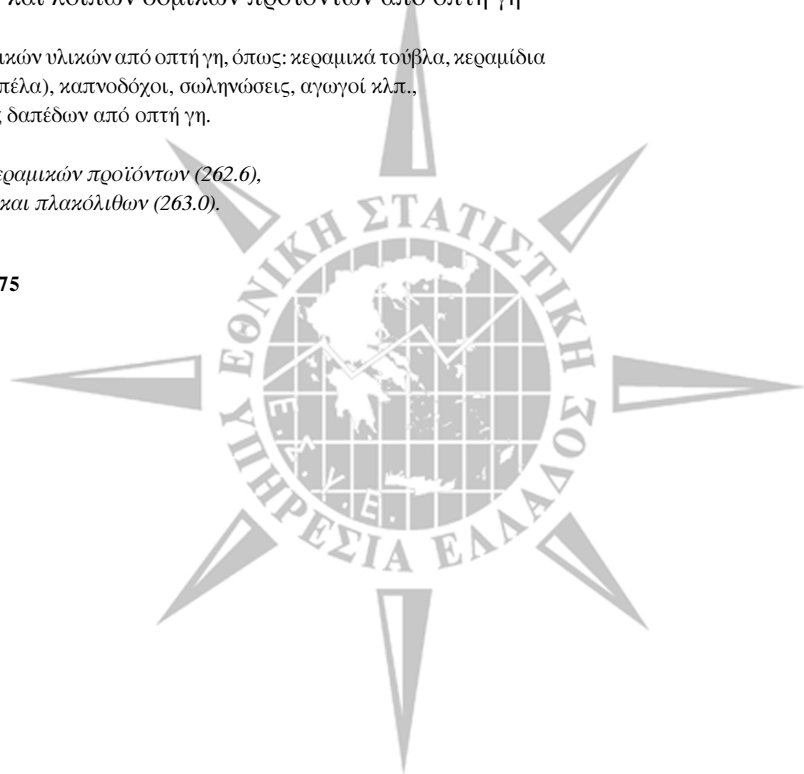 και λοιπών δομικών προϊόντων από οπτή γη
ικών υλικών από οπτή γη, όπως: κεραμικά τούβλα, κεραμίδια
πέλα), καπνοδόχοι, σωληνώσεις, αγωγοί κλπ.,
ς δαπέδων από οπτή γη.
εραμικών προϊόντων (262.6),
και πλακόλιθων (263.0).
75
ΕΘΝΙΚΗ ΣΤΑΤΙΣΤΙΚΗ
ΥΠΗΡΕΣΙΑ ΕΛΛΑΔΟΣ
Ε.Σ.Υ.Ε.